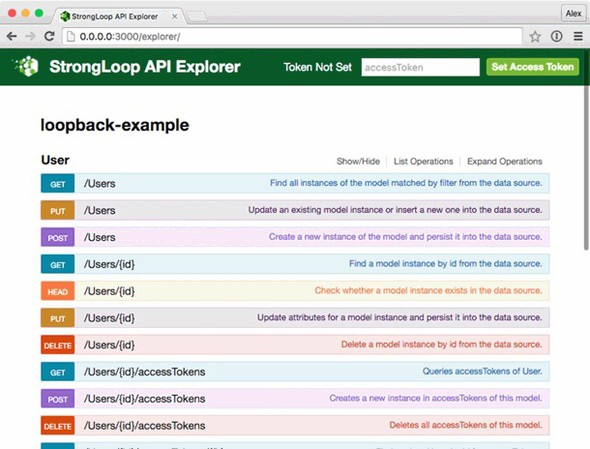 StrongLoop API Explorer
Alex
0.0.0.0:3000/explorer/
StrongLoop API Explorer Token Not Set accessToken Set Access Token
loopback-example
User Show/Hide List Operations Expand Operations
GET /Users Find all instances of the model matched by filter from the data source.
PUT /Users Update an existing model instance or insert a new one into the data source.
POST /Users Create a new instance of the model and persist it into the data source.
GET /Users/{id} Find a model instance by id from the data source.
HEAD /Users/{id} Check whether a model instance exists in the data source.
PUT /Users/{id} Update attributes for a model instance and persist it into the data source.
DELETE /Users/{id} Delete a model instance by id from the data source.
GET /Users/{id}/accessTokens Queries accessTokens of User.
POST /Users/{id}/accessTokens Creates a new instance in accessTokens of this model.
DELETE /Users/{id}/accessTokens Deletes all accessTokens of this model.